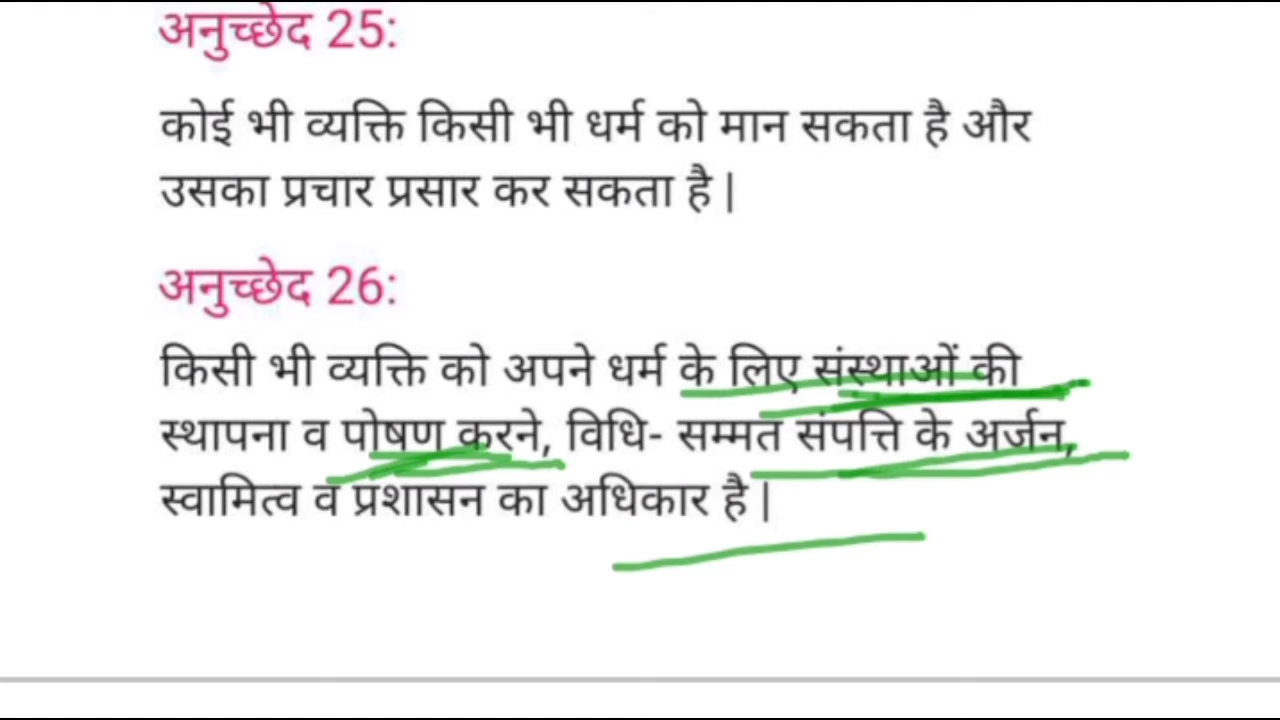 अनुच्छेद 25:
कोई भी व्यक्ति किसी भी धर्म को मान सकता है और
उसका प्रचार प्रसार कर सकता है |
अनुच्छेद 26:
किसी भी व्यक्ति को अपने धर्म के लिए संस्थाओं की
स्थापना व पोषण करने, विधि- सम्मत संपत्ति के अर्जन,
स्वामित्व व प्रशासन का अधिकार है |